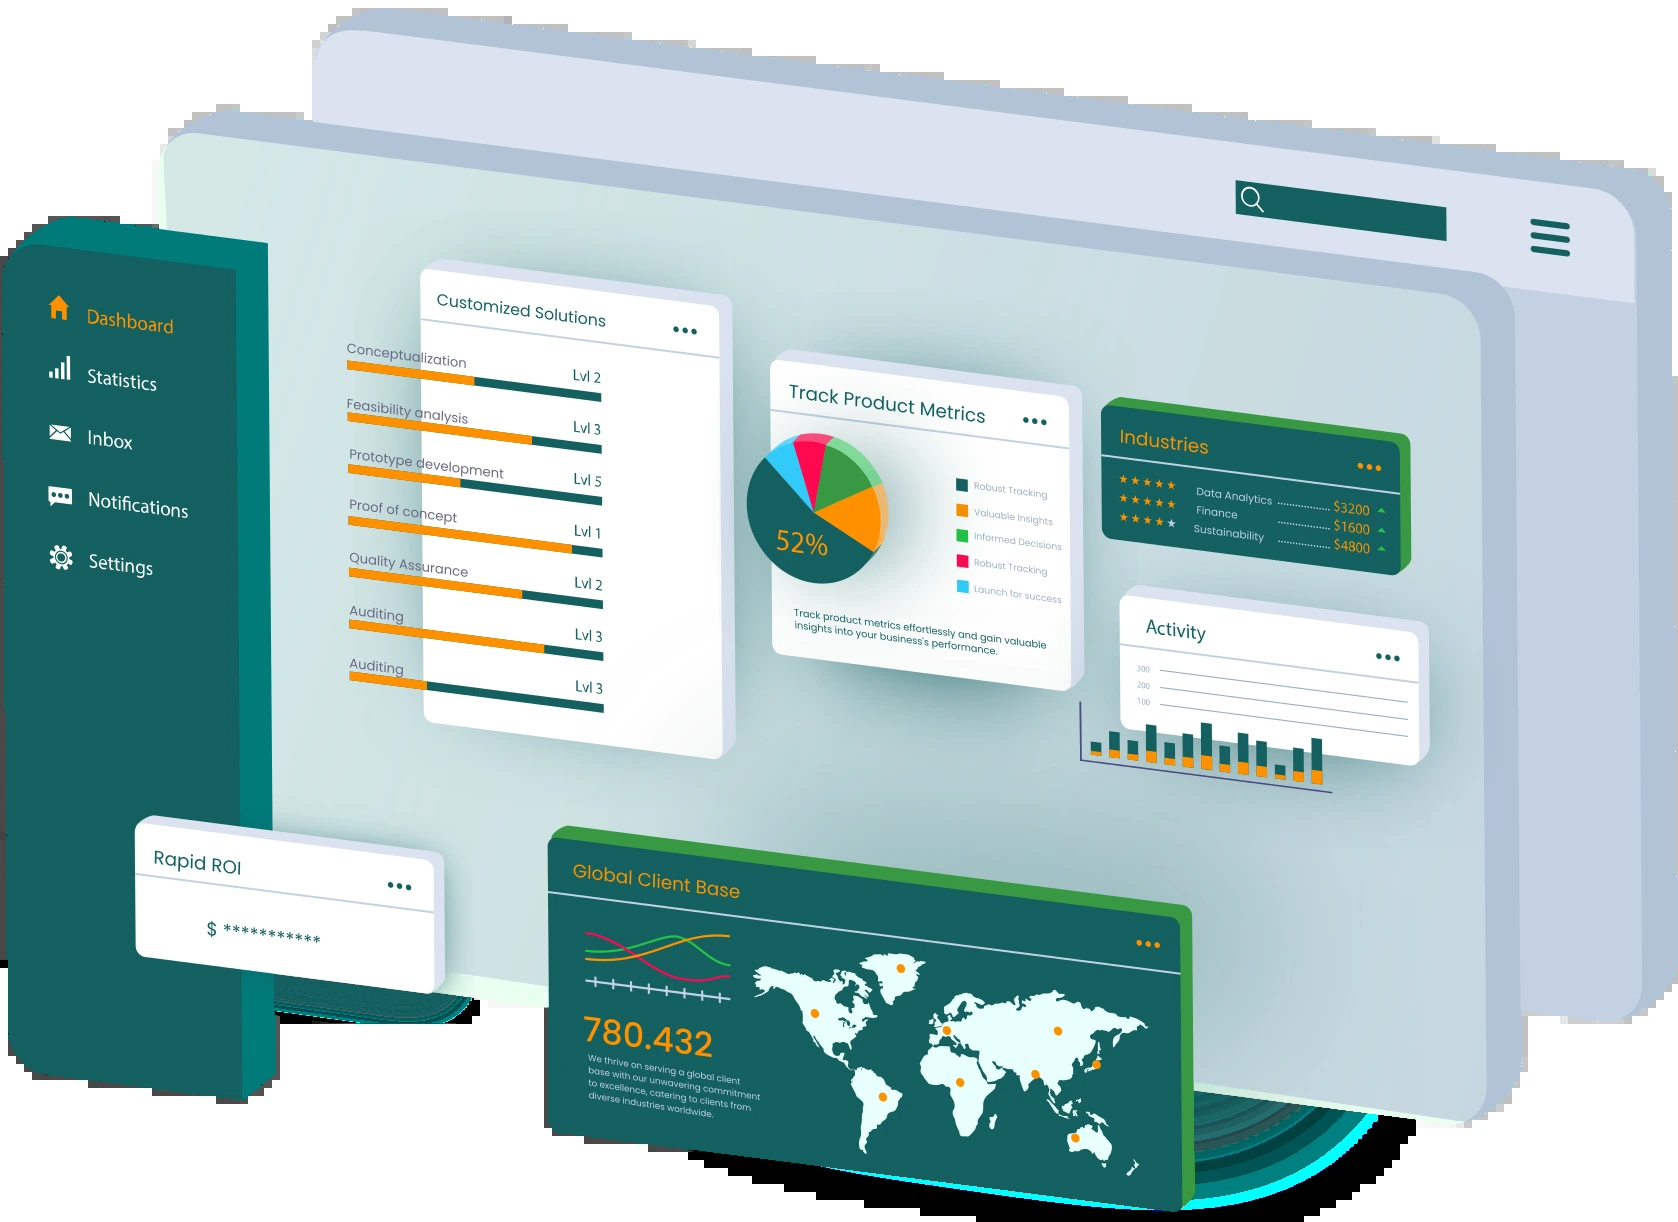 Dashboard
Statistics
Inbox
Notifications
Settings
Customized Solutions
Conceptualization
Lvl 2
Feasibility analysis
Lvl 3
Prototype development
Lvl 5
Proof of concept
Lvl 1
Quality Assurance
Lvl 2
Auditing
Lvl 3
Auditing
Lvl 3
Track Product Metrics
52%
Robust Tracking
Valuable Insights
Informed Decisions
Robust Tracking
Launch for success
Track product metrics effortlessly and gain valuable
insights into your business's performance.
Industries
Data Analytics .............. $3200
Finance .............. $1600
Sustainability .............. $4800
Activity
300
200
100
Rapid ROI
$ ***********
Global Client Base
780.432
We thrive on serving a global client
base with our unwavering commitment
to excellence, catering to clients from
diverse industries worldwide.